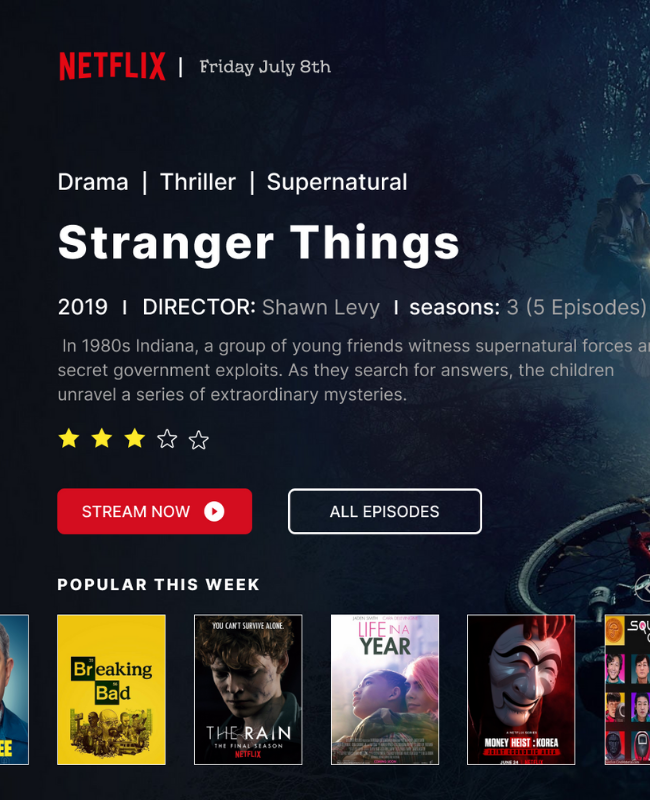 NETFLIX | Friday July 8th
Drama | Thriller | Supernatural
Stranger Things
2019 I DIRECTOR: Shawn Levy I seasons: 3 (5 Episodes)
In 1980s Indiana, a group of young friends witness supernatural forces
secret government exploits. As they search for answers, the children
unravel a series of extraordinary mysteries.
STREAM NOW
ALL EPISODES
POPULAR THIS WEEK
EE
Breaking
Bad
YOU CAN'T SURVIVE ALONE.
THE RAIN
THE FINAL SEASON
NETFLIX
LIFE IN A
YEAR
MONEY HEIST : KOREA
JUNE 24
NETFLIX